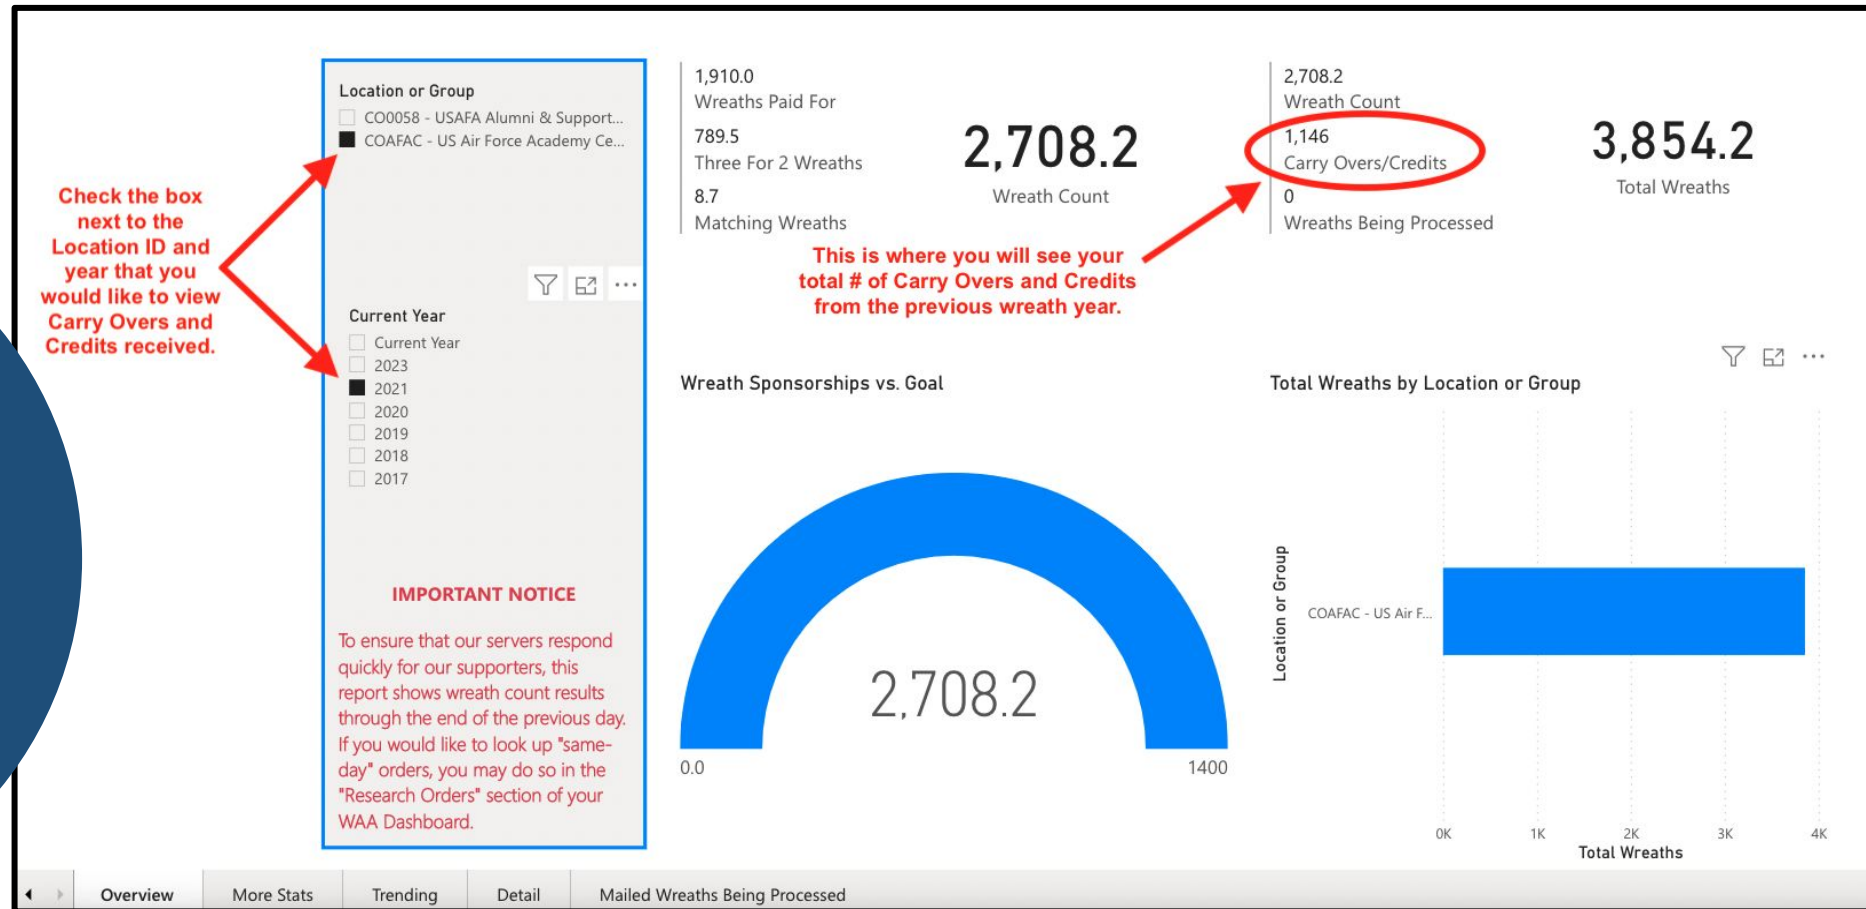 Check the box
next to the
Location ID and
year that you
would like to view
Carry Overs and
Credits received.
Location or Group
CO0058 - USAFA Alumni & Support...
COAFAC - US Air Force Academy Ce...
Current Year
Current Year
2023
2021
2020
2019
2018
2017
IMPORTANT NOTICE
To ensure that our servers respond
quickly for our supporters, this
report shows wreath count results
through the end of the previous day.
If you would like to look up "same-
day" orders, you may do so in the
"Research Orders" section of your
WAA Dashboard.
1,910.0
Wreaths Paid For
789.5
Three For 2 Wreaths
8.7
Matching Wreaths
2,708.2
Wreath Count
2,708.2
Wreath Count
1,146
Carry Overs/Credits
0
Wreaths Being Processed
3,854.2
Total Wreaths
This is where you will see your
total # of Carry Overs and Credits
from the previous wreath year.
Wreath Sponsorships vs. Goal
2,708.2
0.0
1400
Total Wreaths by Location or Group
Location or Group
COAFAC - US Air F...
0K
1K
2K
3K
4K
Total Wreaths
Overview
More Stats
Trending
Detail
Mailed Wreaths Being Processed